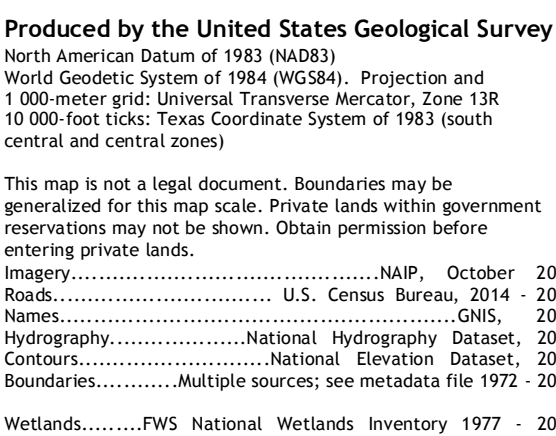 Produced by the United States Geological Survey
North American Datum of 1983 (NAD83)
World Geodetic System of 1984 (WGS84). Projection and
1 000-meter grid: Universal Transverse Mercator, Zone 13R
10 000-foot ticks: Texas Coordinate System of 1983 (south
central and central zones)
This map is not a legal document. Boundaries may be
generalized for this map scale. Private lands within government
reservations may not be shown. Obtain permission before
entering private lands.
Imagery.........................................NAIP, October 20
Roads............................. U.S. Census Bureau, 2014 - 20
Names.....................................................GNIS, 20
Hydrography..................National Hydrography Dataset, 20
Contours.........................National Elevation Dataset, 20
Boundaries............Multiple sources; see metadata file 1972 - 20
Wetlands.........FWS National Wetlands Inventory 1977 - 20